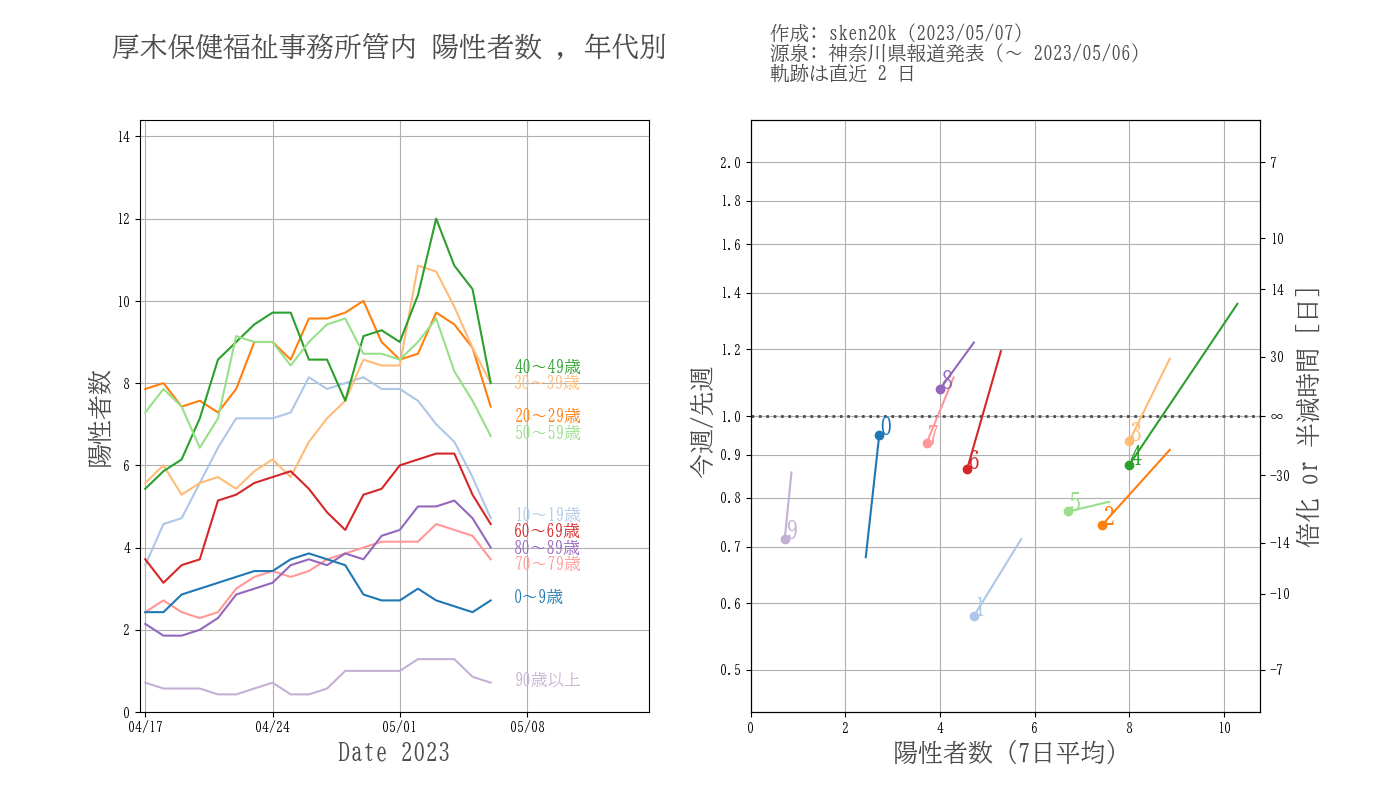 厚木保健福祉事務所管内 陽性者数 , 年代別
作成: sken20k (2023/05/07)
源泉: 神奈川県報道発表 (〜 2023/05/06)
軌跡は直近 2 日
陽性者数
14
12
10
8
6
4
2
0
04/17 04/24 05/01 05/08
Date 2023
40〜49歳
30〜39歳
20〜29歳
50〜59歳
10〜19歳
60〜69歳
80〜89歳
70〜79歳
0〜9歳
90歳以上
今週/先週
2.0
1.8
1.6
1.4
1.2
1.0
0.9
0.8
0.7
0.6
0.5
8
0
7
3
4
6
5
2
9
1
0 2 4 6 8 10
陽性者数 (7日平均)
7
10
14
30
∞
−30
−14
−10
−7
倍化 or 半減時間 [日]